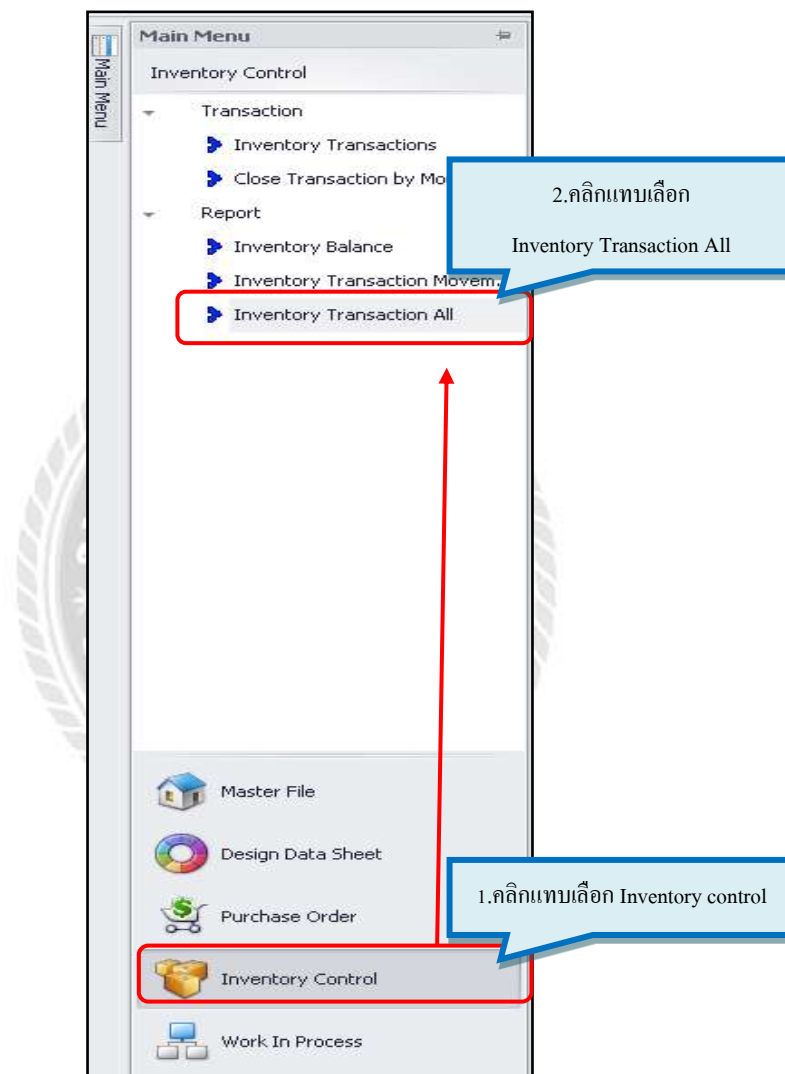 Main Menu
Main Menu
Inventory Control
Transaction
Inventory Transactions
Close Transaction by Mo
2.คลิกแทบเลือก
Inventory Transaction All
Report
Inventory Balance
Inventory Transaction Movem..
Inventory Transaction All
Master File
Design Data Sheet
1.คลิกแทบเลือก Inventory control
Purchase Order
Inventory Control
Work In Process